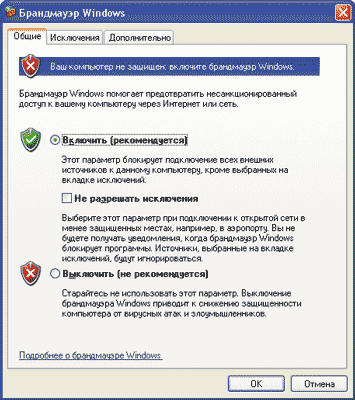 Брандмауэр Windows
Общие Исключения Дополнительно
Ваш компьютер не защищен: включите брандмауэр Windows.
Брандмауэр Windows помогает предотвратить несанкционированный
доступ к вашему компьютеру через Интернет или сеть.
Включить (рекомендуется)
Этот параметр блокирует подключение всех внешних
источников к данному компьютеру, кроме выбранных на
вкладке исключений.
Не разрешать исключения
Выберите этот параметр при подключении к открытой сети в
менее защищенных местах, например, в аэропорту. Вы не
будете получать уведомления, когда брандмауэр Windows
блокирует программы. Источники, выбранные на вкладке
исключений, будут игнорироваться.
Выключить (не рекомендуется)
Старайтесь не использовать этот параметр. Выключение
брандмауэра Windows приводит к снижению защищенности
компьютера от вирусных атак и злоумышленников.
Подробнее о брандмауэре Windows
OK Отмена